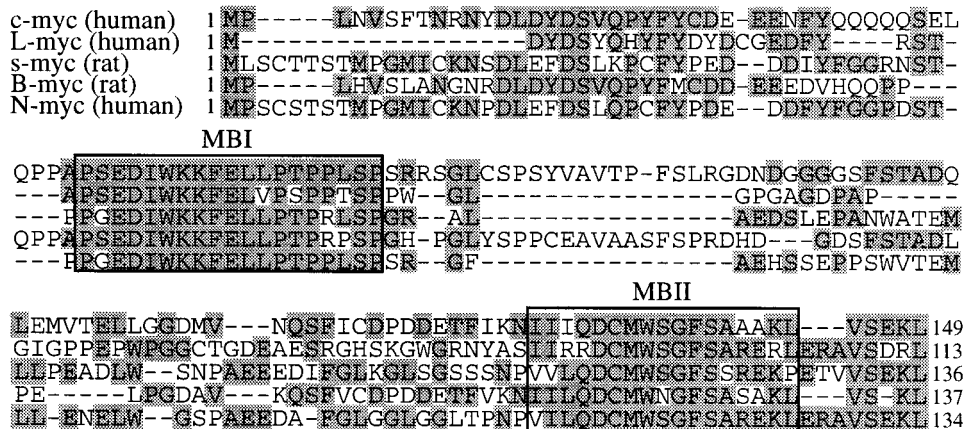 c-myc (human) 1 MP-----LNVSFTNRNYDLDYDSVQPYFYCDE-EENFYQQQQQSEL
L-myc (human) 1 M-----------------DYDSYQHYFYDYDCGEDFY----RST-
s-myc (rat) 1 MLSCTTSTMPGMICKNSDLEFDSLKPCFYPED--DDIYFGGRNST-
B-myc (rat) 1 MP-----LHVSLANGNRDLDYDSVQPYFMCDD-EEEDVHQQPP---
N-myc (human) 1 MPSCSTSTMPGMICKNPDLEFDSLQPCFYPDE--DDFYFGGPDST-
MBI
QPPAPSEDIWKKFELLPTPPLSPSRRSGLCSPSYVAVTP-FSLRGDNDGGGGSFSTADQ
---APSEDIWKKFELVPSPPTSPPW--GL--------------GPGAGDPAP-----
---PPGEDIWKKFELLPTPRLSPGR--AL--------------AEDSLEPANWATEM
QPPAPSEDIWKKFELLPTPRPSPGH-PGLYSPPCEAVAASFSPRDHD---GDSFSTADL
---PPGEDIWKKFELLPTPPLSPSR--GF--------------AEHSSEPPSWVTEM
MBII
LEMVTELLGGDMV---NQSFICDPDDETFIKNIIIQDCMWSGFSAAAKL---VSEKL 149
GIGPPEPWPGGCTGDEAESRGHSKGWGRNYASIIRRDCMWSGFSARERLERAVSDRL 113
LLPEADLW--SNPAEEEDIFGLKGLSGSSSNPVVLQDCMWSGFSSREKPETVVSEKL 136
PE----LPGDAV----KQSFVCDPDDETFVKNIILQDCMWNGFSASAKL---VS-KL 137
LL-ENELW--GSPAEEDA-FGLGGLGGLTPNPVILQDCMWSGFSAREKLERAVSEKL 134